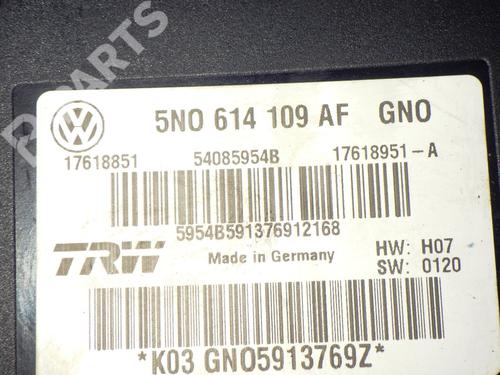 B-PARTS
5N0 614 109 AF GNO
17618851 54085954B 17618951-A
5954B591376912168
TRW Made in Germany HW: H07
SW: 0120
*K03 GNO5913769Z*